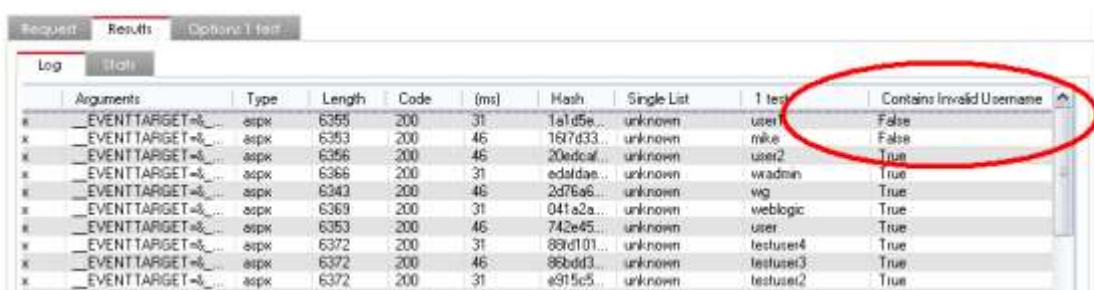 Request Results Options 1 test
Log Stats
Arguments Type Length Code (ms) Hash Single List 1 test Contains Invalid Username
x __EVENTTARGET=&_... aspx 6355 200 31 1a1d5e... unknown user1 False
x __EVENTTARGET=&_... aspx 6353 200 46 16f7d33... unknown mike False
x __EVENTTARGET=&_... aspx 6356 200 46 20edcaf... unknown user2 True
x __EVENTTARGET=&_... aspx 6366 200 31 edafdae... unknown wradmin True
x __EVENTTARGET=&_... aspx 6343 200 46 2d76a6... unknown wg True
x __EVENTTARGET=&_... aspx 6369 200 31 041a2a... unknown weblogic True
x __EVENTTARGET=&_... aspx 6353 200 46 742e45... unknown user True
x __EVENTTARGET=&_... aspx 6372 200 31 88fd101... unknown testuser4 True
x __EVENTTARGET=&_... aspx 6372 200 46 86bdd3... unknown testuser3 True
x __EVENTTARGET=&_... aspx 6372 200 31 e915c5... unknown testuser2 True